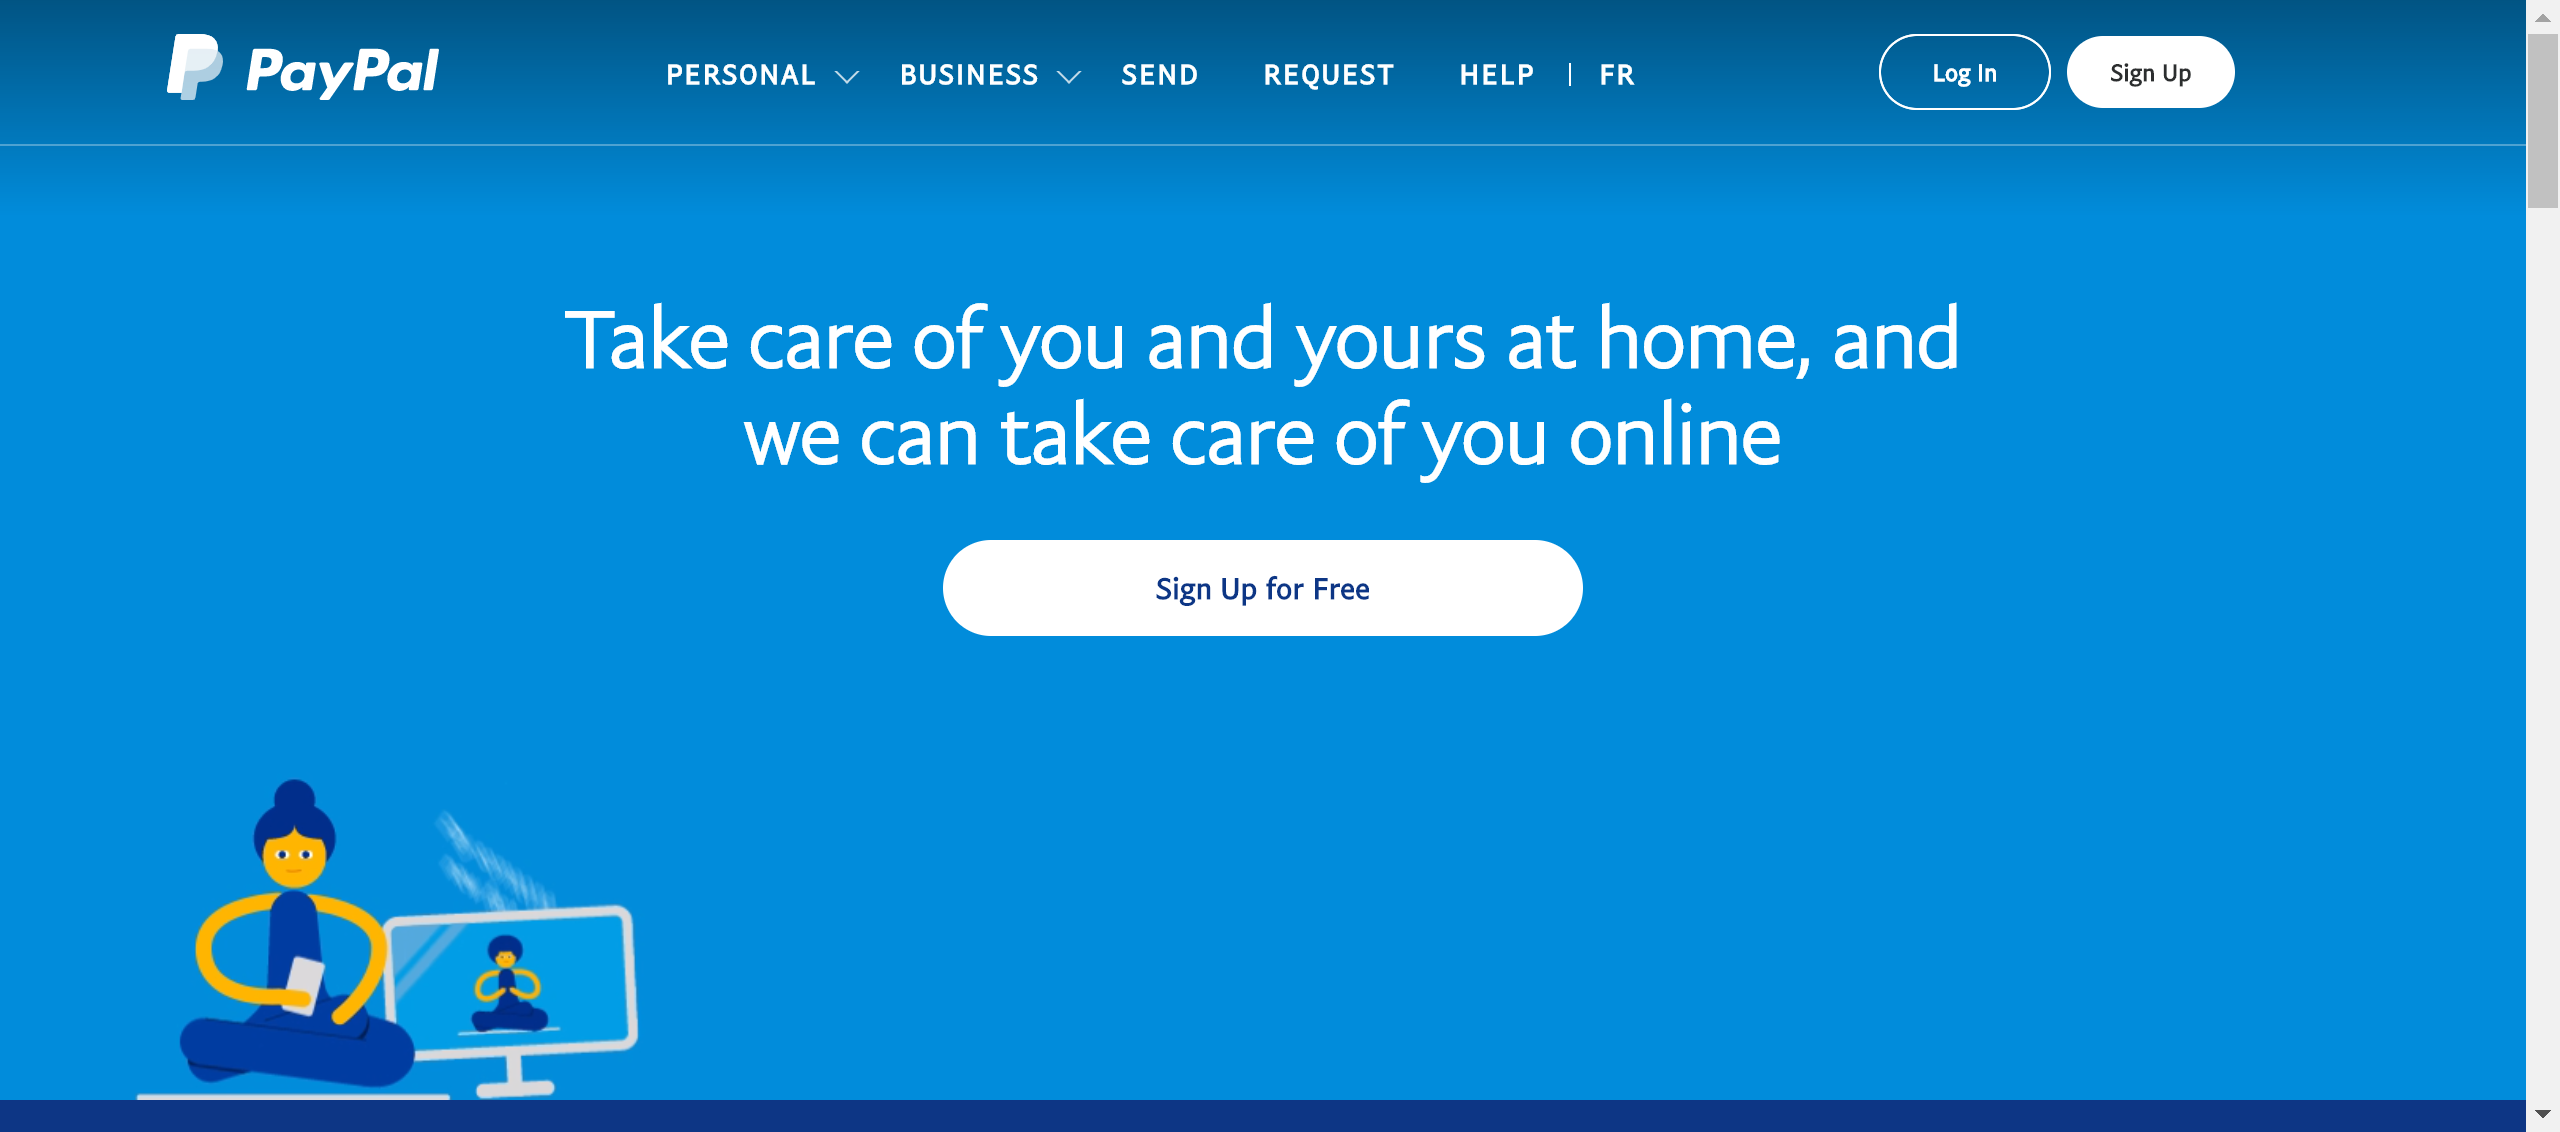 PayPal
PERSONAL BUSINESS SEND REQUEST HELP | FR
Log In Sign Up
Take care of you and yours at home, and
we can take care of you online
Sign Up for Free